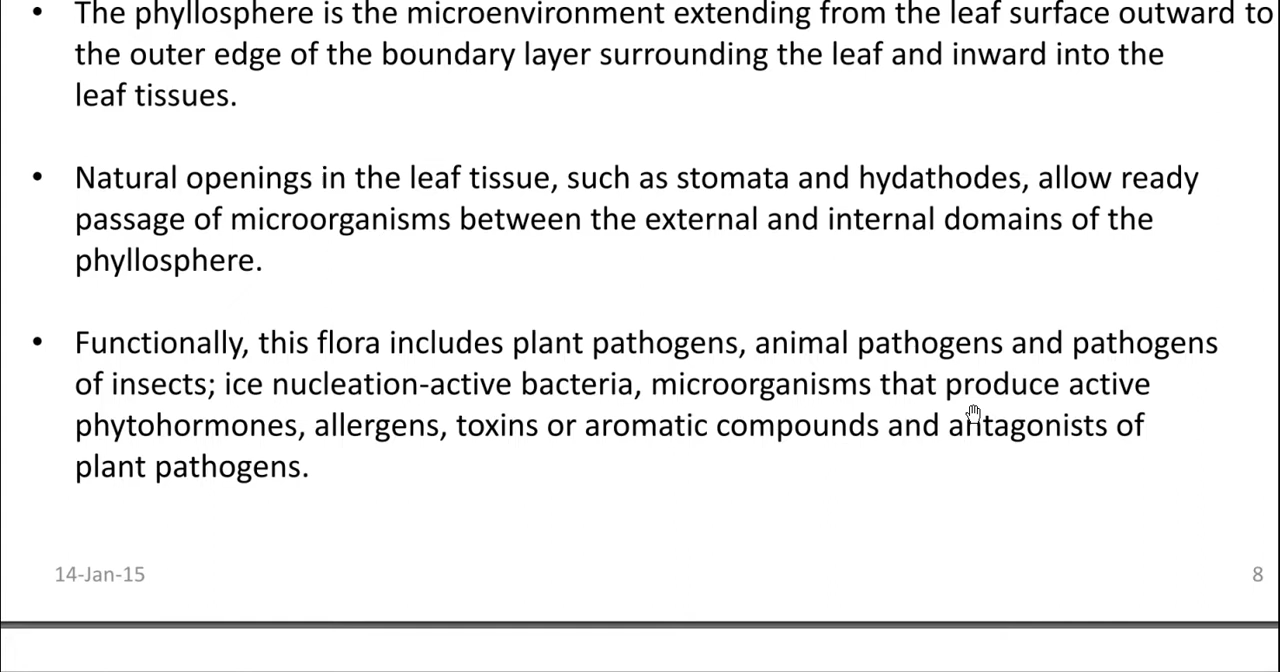 • The phyllosphere is the microenvironment extending from the leaf surface outward to
the outer edge of the boundary layer surrounding the leaf and inward into the
leaf tissues.
• Natural openings in the leaf tissue, such as stomata and hydathodes, allow ready
passage of microorganisms between the external and internal domains of the
phyllosphere.
• Functionally, this flora includes plant pathogens, animal pathogens and pathogens
of insects; ice nucleation-active bacteria, microorganisms that produce active
phytohormones, allergens, toxins or aromatic compounds and antagonists of
plant pathogens.
14-Jan-15
8